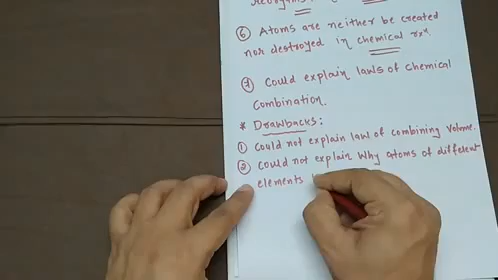 ⑥ Atoms are neither be created
nor destroyed in chemical rxⁿ.
⑦ Could explain laws of chemical
combination.
* Drawbacks:
① Could not explain law of combining volume.
② Could not explain Why atoms of different
elements